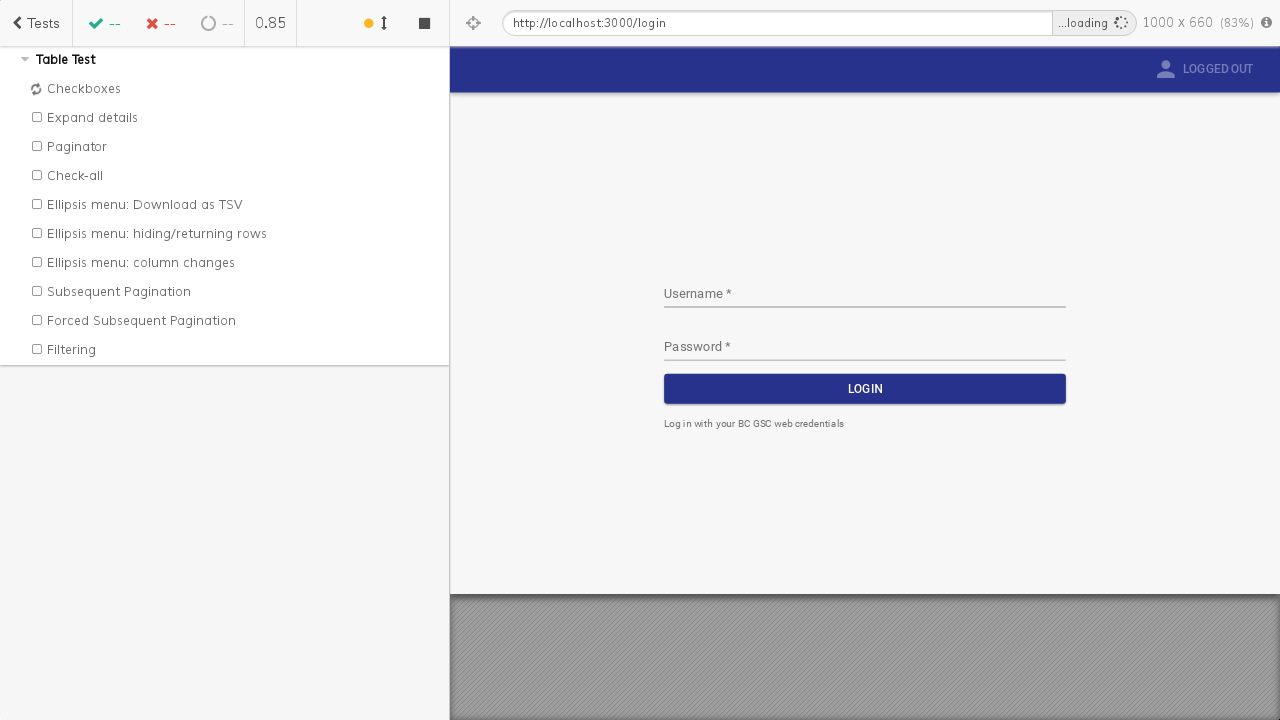 Tests -- -- -- 0.85
http://localhost:3000/login ...loading 1000 x 660 (83%)
Table Test
Checkboxes
Expand details
Paginator
Check-all
Ellipsis menu: Download as TSV
Ellipsis menu: hiding/returning rows
Ellipsis menu: column changes
Subsequent Pagination
Forced Subsequent Pagination
Filtering
LOGGED OUT
Username *
Password *
LOGIN
Log in with your BC GSC web credentials